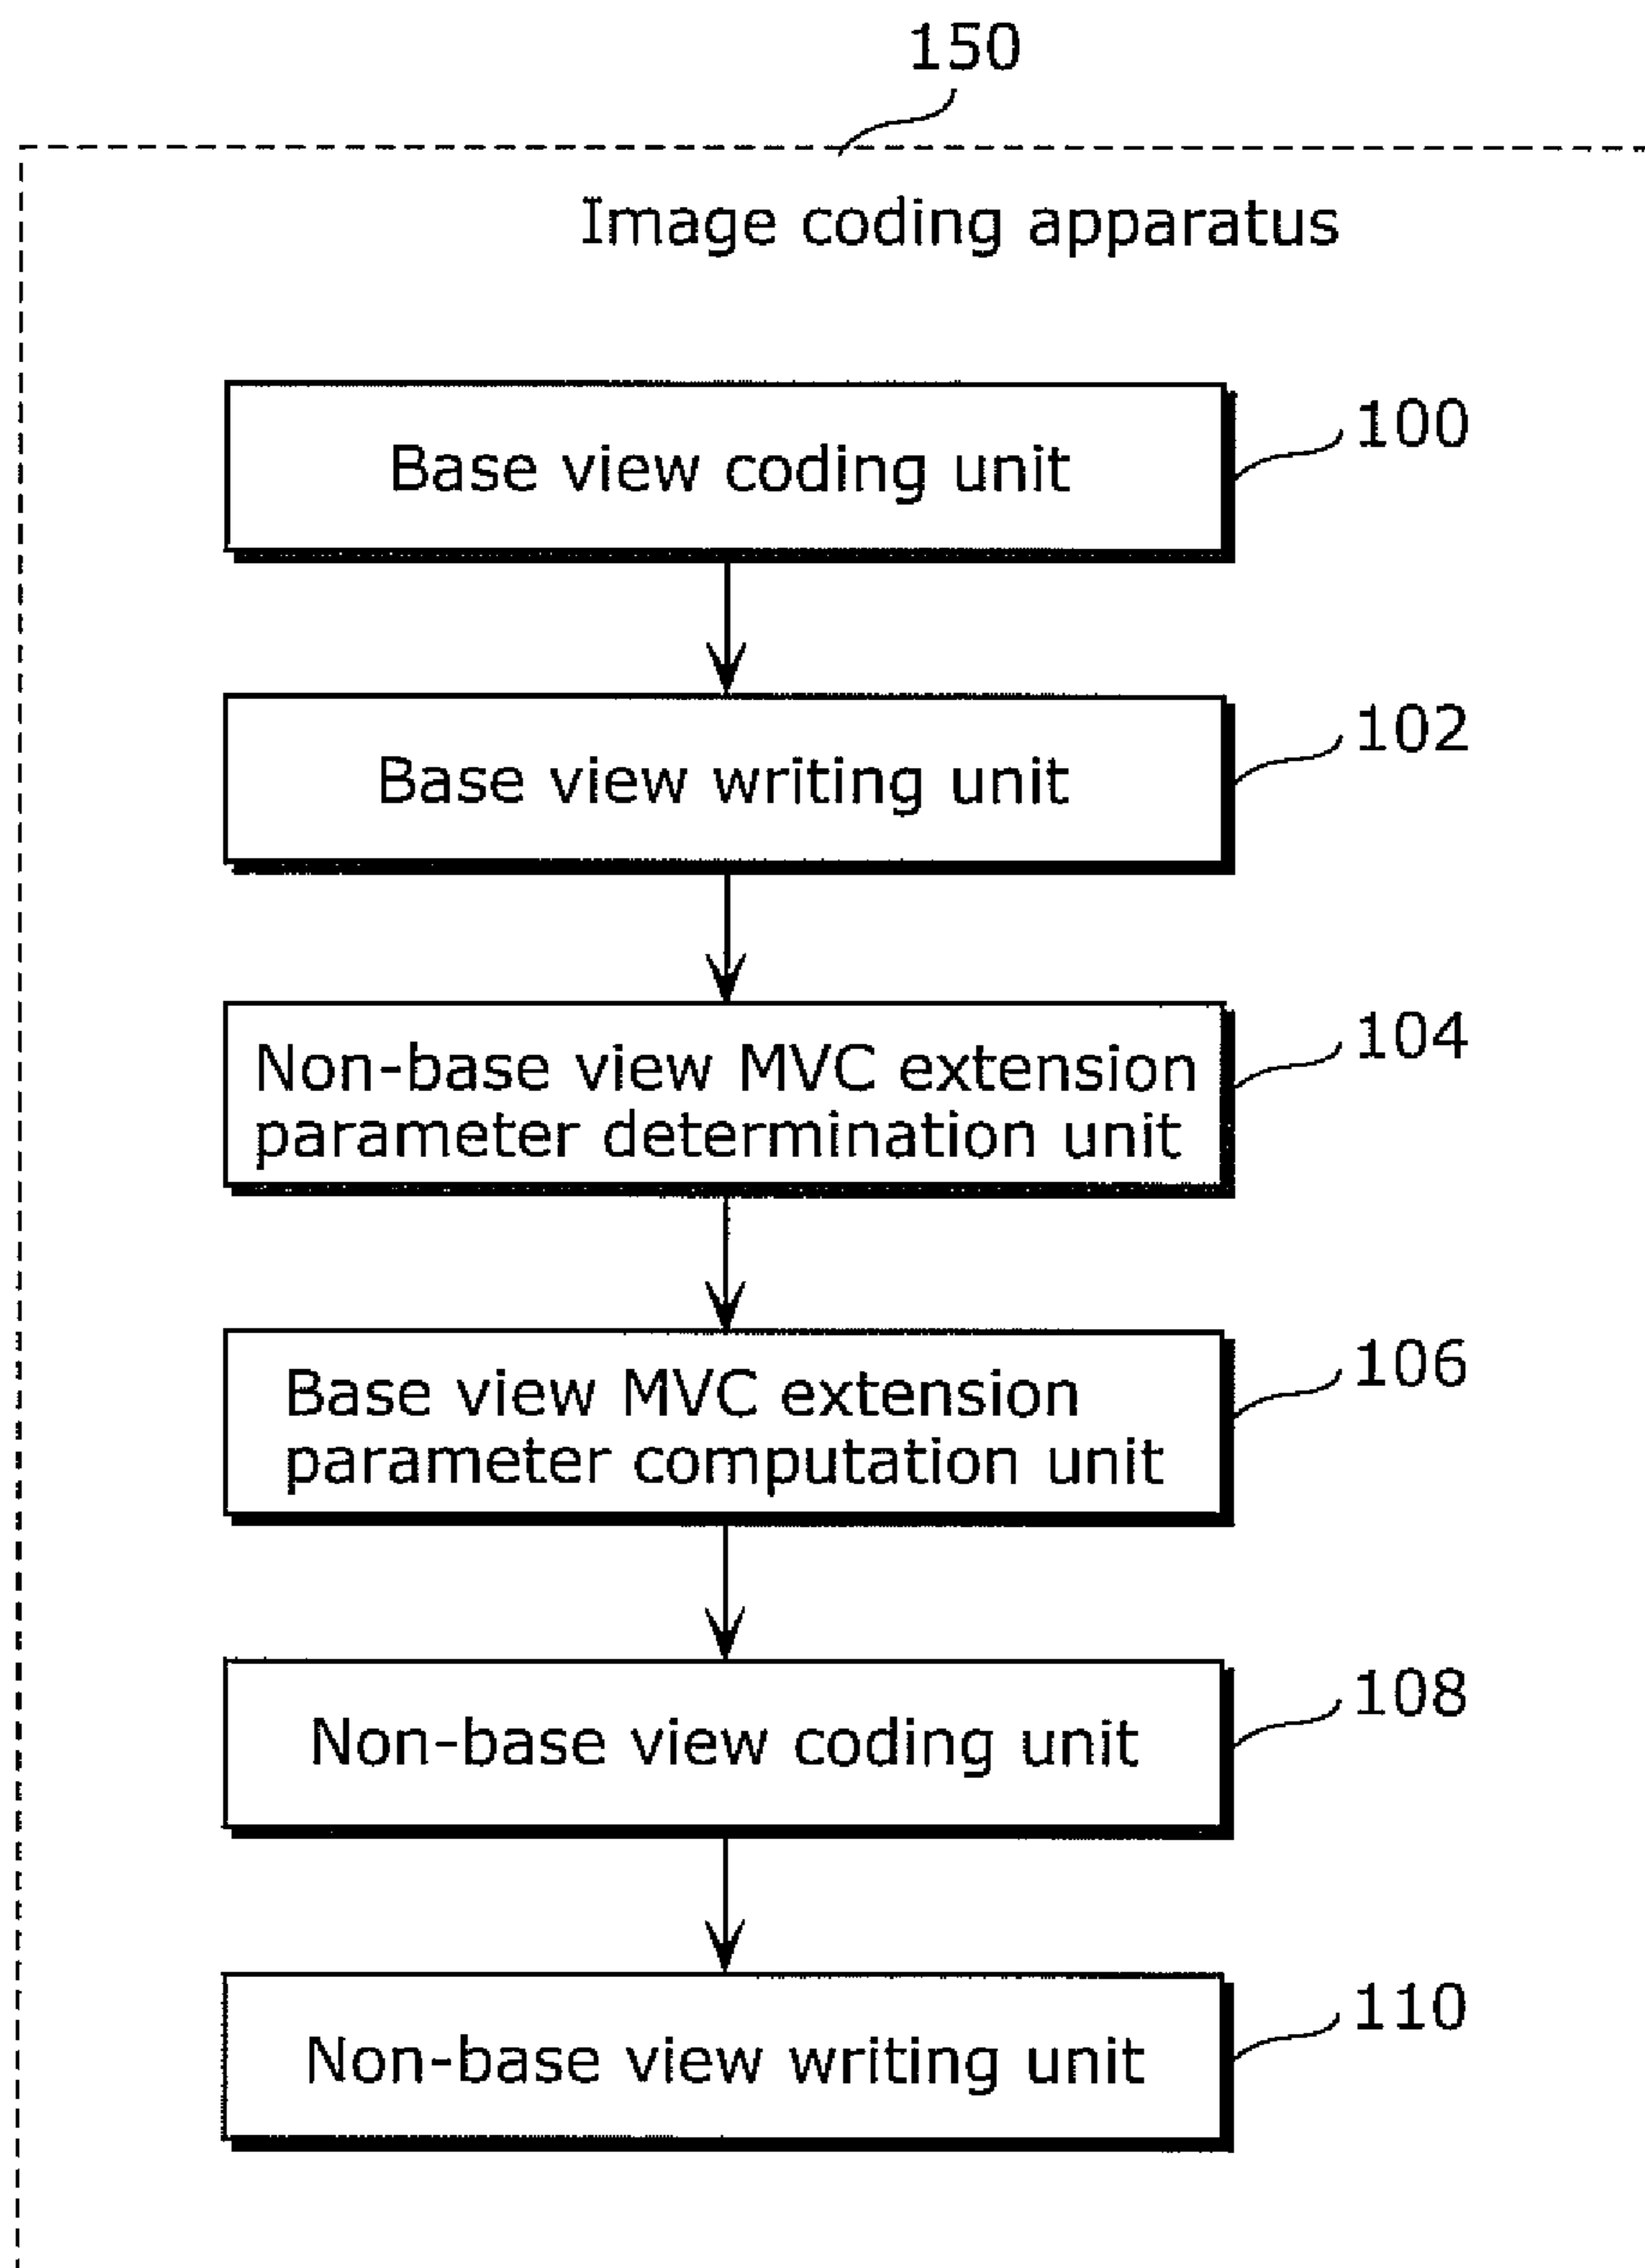 150
Image coding apparatus
Base view coding unit
100
Base view writing unit
102
Non-base view MVC extension
parameter determination unit
104
Base view MVC extension
parameter computation unit
106
Non-base view coding unit
108
Non-base view writing unit
110